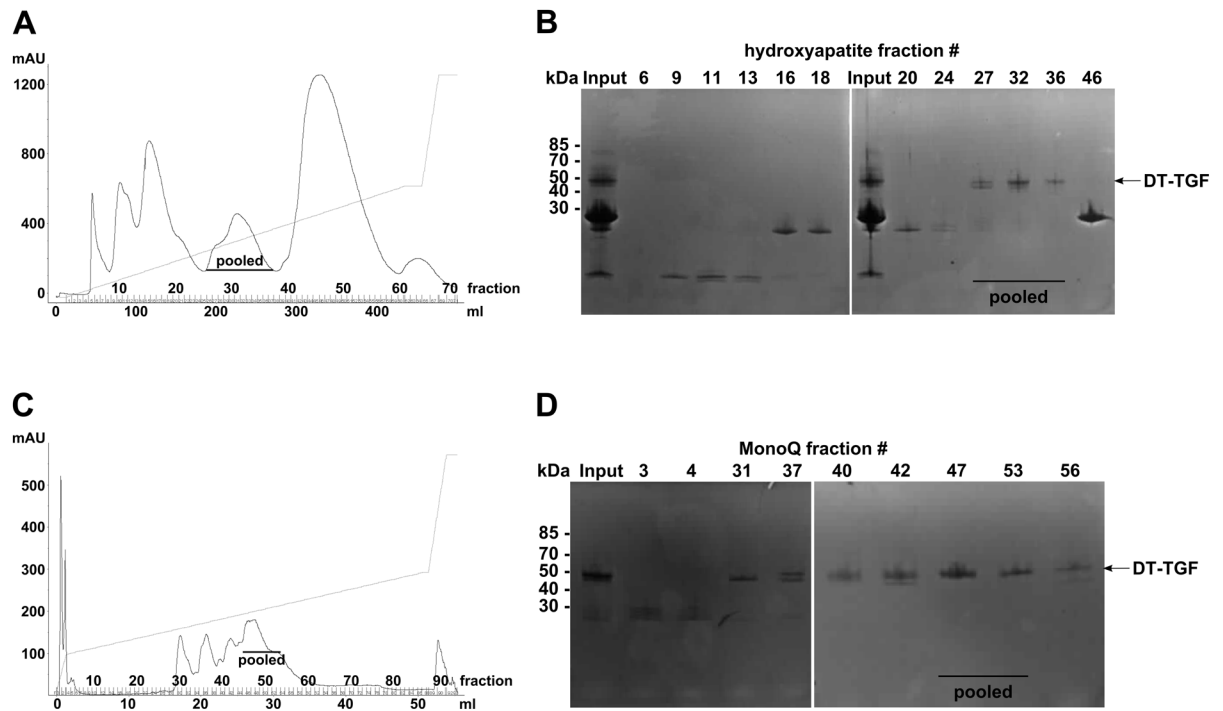 A
mAU
1200
800
400
0
pooled
10 20 30 40 50 60 70 fraction
0 100 200 300 400 ml
B
hydroxyapatite fraction #
kDa Input 6 9 11 13 16 18 Input 20 24 27 32 36 46
85 -
70 -
50 -
40 -
30 -
DT-TGF
pooled
C
mAU
500
400
300
200
100
pooled
10 20 30 40 50 60 70 80 90 fraction
0 10 20 30 40 50 ml
D
MonoQ fraction #
kDa Input 3 4 31 37 40 42 47 53 56
85 -
70 -
50 -
40 -
30 -
DT-TGF
pooled